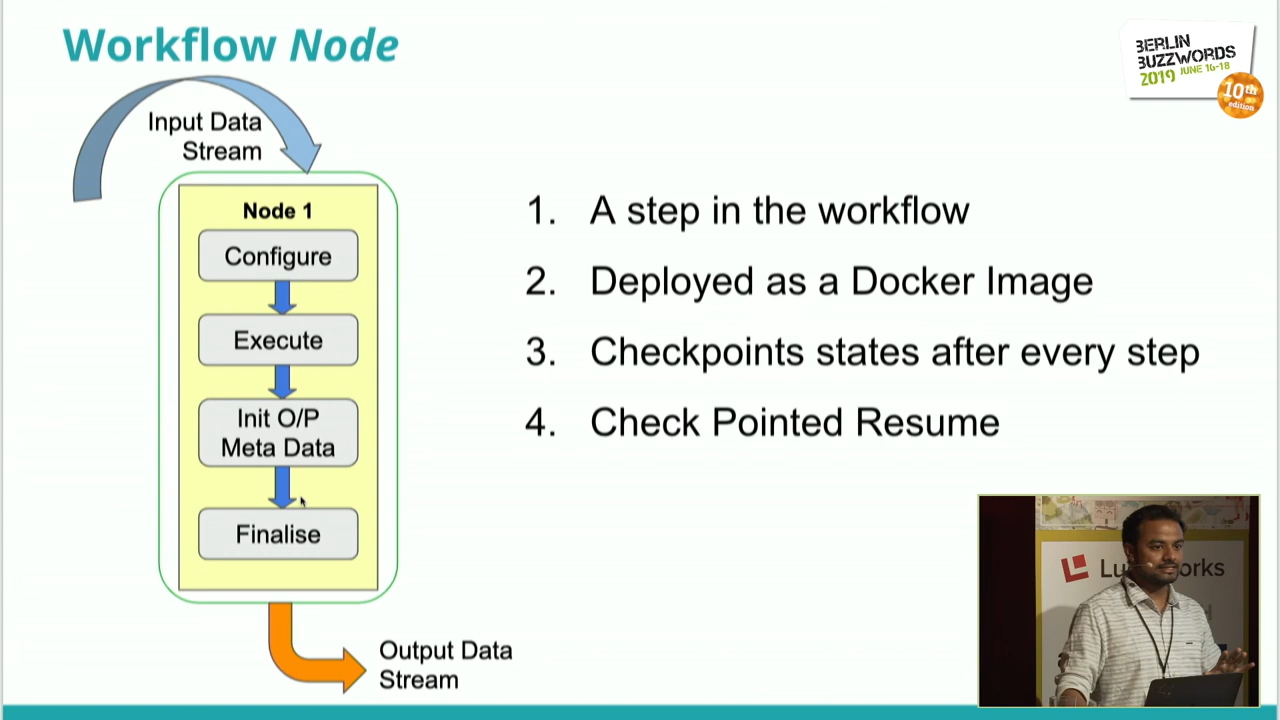 Workflow Node
BERLIN
BUZZWORDS
2019 JUNE 16-18
10th
edition
Input Data
Stream
Node 1
Configure
Execute
Init O/P
Meta Data
Finalise
Output Data
Stream
1. A step in the workflow
2. Deployed as a Docker Image
3. Checkpoints states after every step
4. Check Pointed Resume